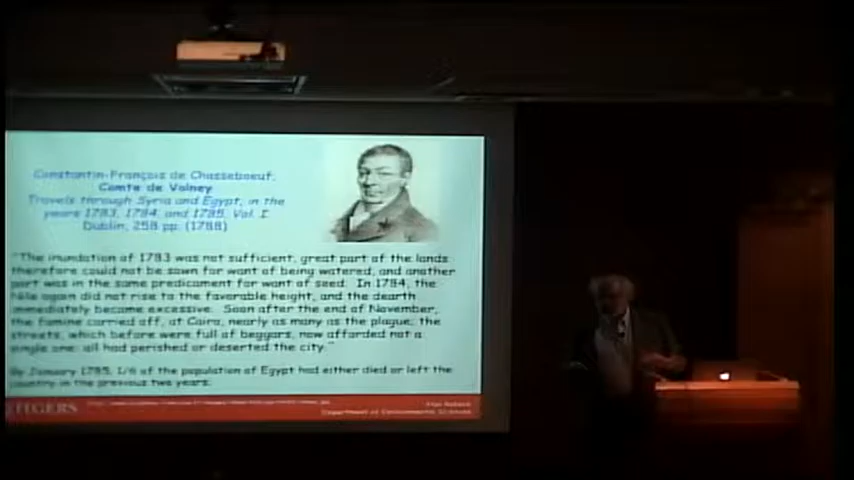 Constantin-François de Chasseboeuf,
Comte de Volney
Travels through Syria and Egypt, in the
years 1783, 1784, and 1785, Vol. I
Dublin, 258 pp. (1788)
"The inundation of 1783 was not sufficient, great part of the lands
therefore could not be sown for want of being watered, and another
part was in the same predicament for want of seed. In 1784, the
Nile again did not rise to the favorable height, and the dearth
immediately became excessive. Soon after the end of November,
the famine carried off, at Cairo, nearly as many as the plague; the
streets, which before were full of beggars, now afforded not a
single one: all had perished or deserted the city."
By January 1785, 1/6 of the population of Egypt had either died or left the
country in the previous two years.
RUTGERS
Alan Robock
Department of Environmental Sciences